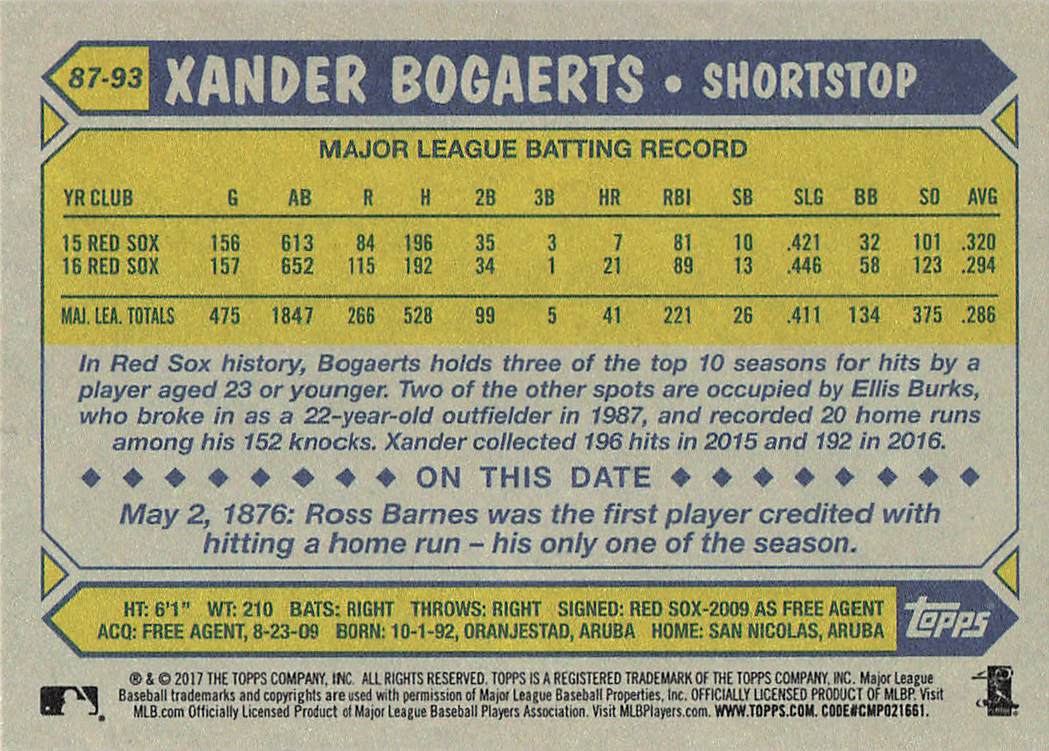 87-93 XANDER BOGAERTS • SHORTSTOP
MAJOR LEAGUE BATTING RECORD
YR CLUB G AB R H 2B 3B HR RBI SB SLG BB SO AVG
15 RED SOX 156 613 84 196 35 3 7 81 10 .421 32 101 .320
16 RED SOX 157 652 115 192 34 1 21 89 13 .446 58 123 .294
MAJ. LEA. TOTALS 475 1847 266 528 99 5 41 221 26 .411 134 375 .286
In Red Sox history, Bogaerts holds three of the top 10 seasons for hits by a
player aged 23 or younger. Two of the other spots are occupied by Ellis Burks,
who broke in as a 22-year-old outfielder in 1987, and recorded 20 home runs
among his 152 knocks. Xander collected 196 hits in 2015 and 192 in 2016.
ON THIS DATE
May 2, 1876: Ross Barnes was the first player credited with
hitting a home run – his only one of the season.
HT: 6'1" WT: 210 BATS: RIGHT THROWS: RIGHT SIGNED: RED SOX-2009 AS FREE AGENT
ACQ: FREE AGENT, 8-23-09 BORN: 10-1-92, ORANJESTAD, ARUBA HOME: SAN NICOLAS, ARUBA
topps
® & © 2017 THE TOPPS COMPANY, INC. ALL RIGHTS RESERVED. TOPPS IS A REGISTERED TRADEMARK OF THE TOPPS COMPANY, INC. Major League
Baseball trademarks and copyrights are used with permission of Major League Baseball Properties, Inc. OFFICIALLY LICENSED PRODUCT OF MLBP. Visit
MLB.com Officially Licensed Product of Major League Baseball Players Association. Visit MLBPlayers.com. WWW.TOPPS.COM. CODE#CMP021661.